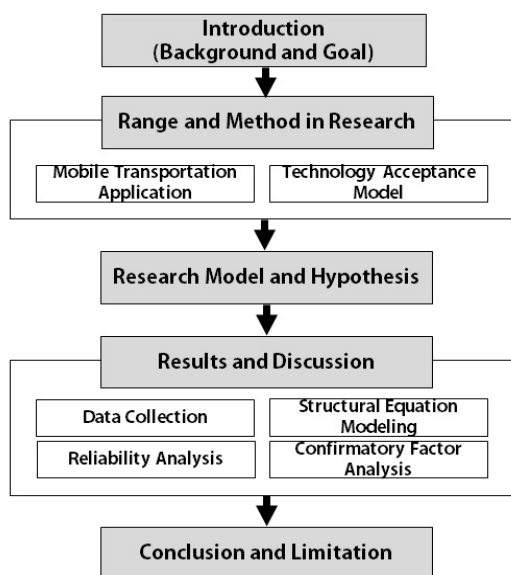 Introduction
(Background and Goal)
Range and Method in Research
Mobile Transportation
Application
Technology Acceptance
Model
Research Model and Hypothesis
Results and Discussion
Data Collection
Structural Equation
Modeling
Reliability Analysis
Confirmatory Factor
Analysis
Conclusion and Limitation